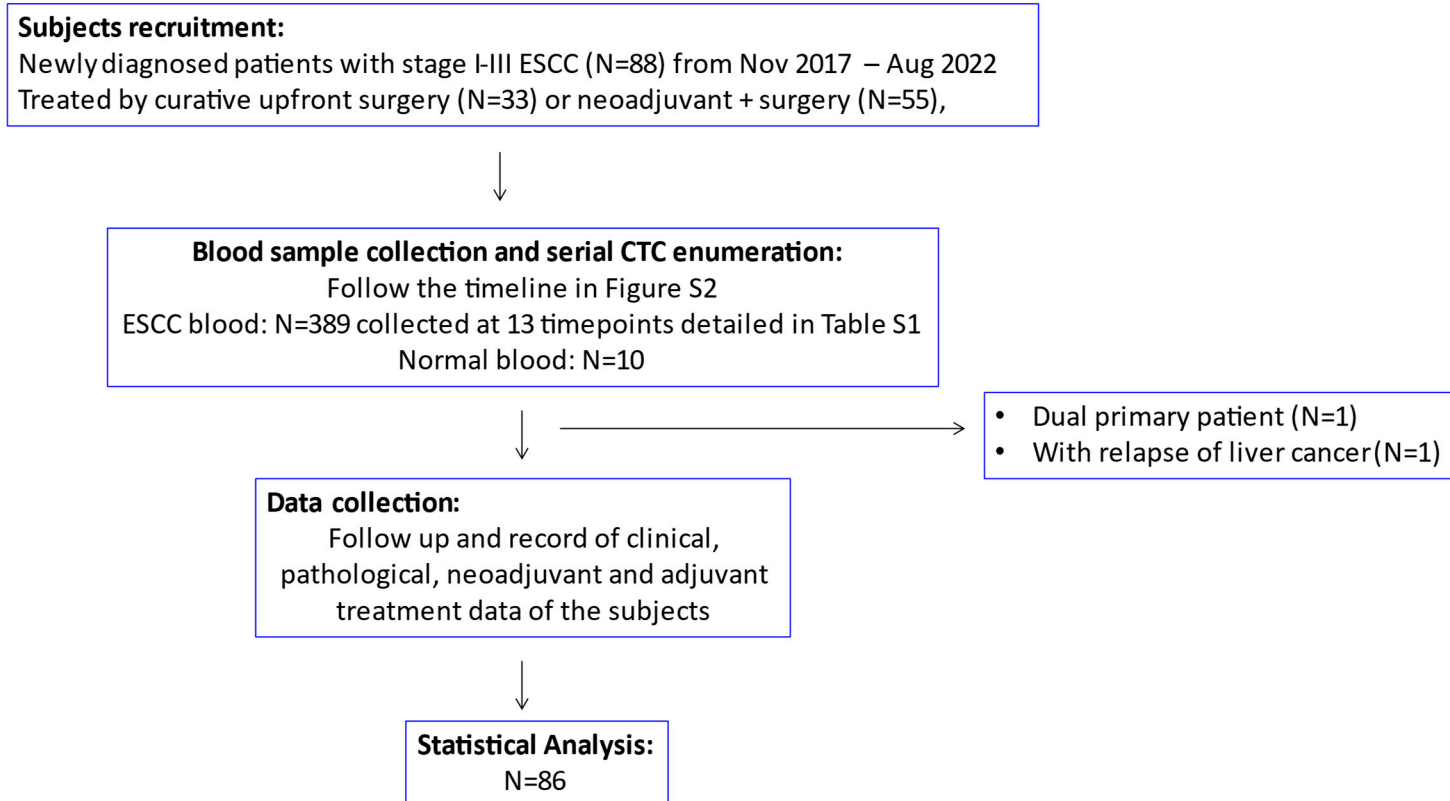 Subjects recruitment:
Newly diagnosed patients with stage I-III ESCC (N=88) from Nov 2017 – Aug 2022
Treated by curative upfront surgery (N=33) or neoadjuvant + surgery (N=55),
Blood sample collection and serial CTC enumeration:
Follow the timeline in Figure S2
ESCC blood: N=389 collected at 13 timepoints detailed in Table S1
Normal blood: N=10
• Dual primary patient (N=1)
• With relapse of liver cancer(N=1)
Data collection:
Follow up and record of clinical,
pathological, neoadjuvant and adjuvant
treatment data of the subjects
Statistical Analysis:
N=86